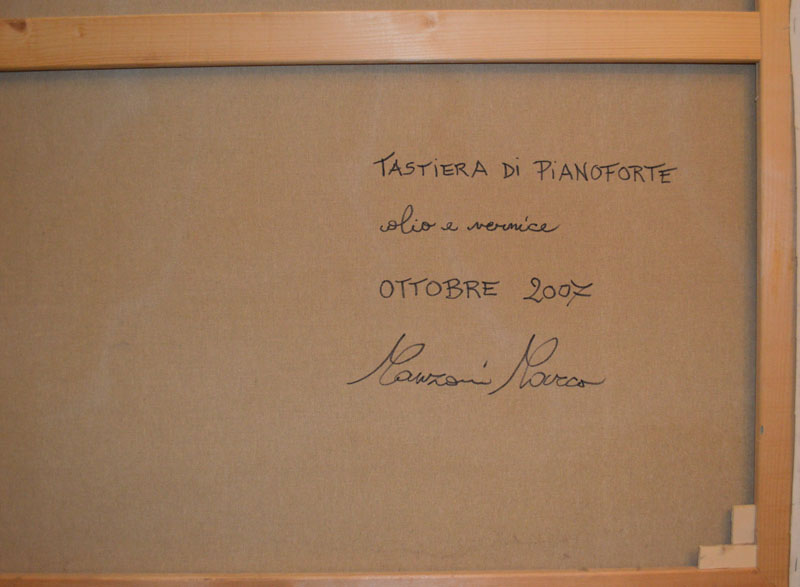 TASTIERA DI PIANOFORTE
olio e vernice
OTTOBRE 2007
Manzoni Marco